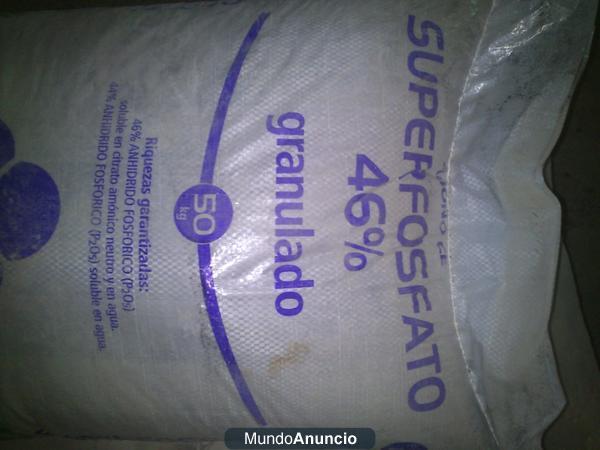 SUPERFOSFATO
46%
granulado
50
kg
Riquezas garantizadas:
46% ANHIDRIDO FOSFORICO (P₂O₅)
soluble en citrato amónico neutro y en agua.
44% ANHIDRIDO FOSFORICO (P₂O₅) soluble en agua.
MundoAnuncio